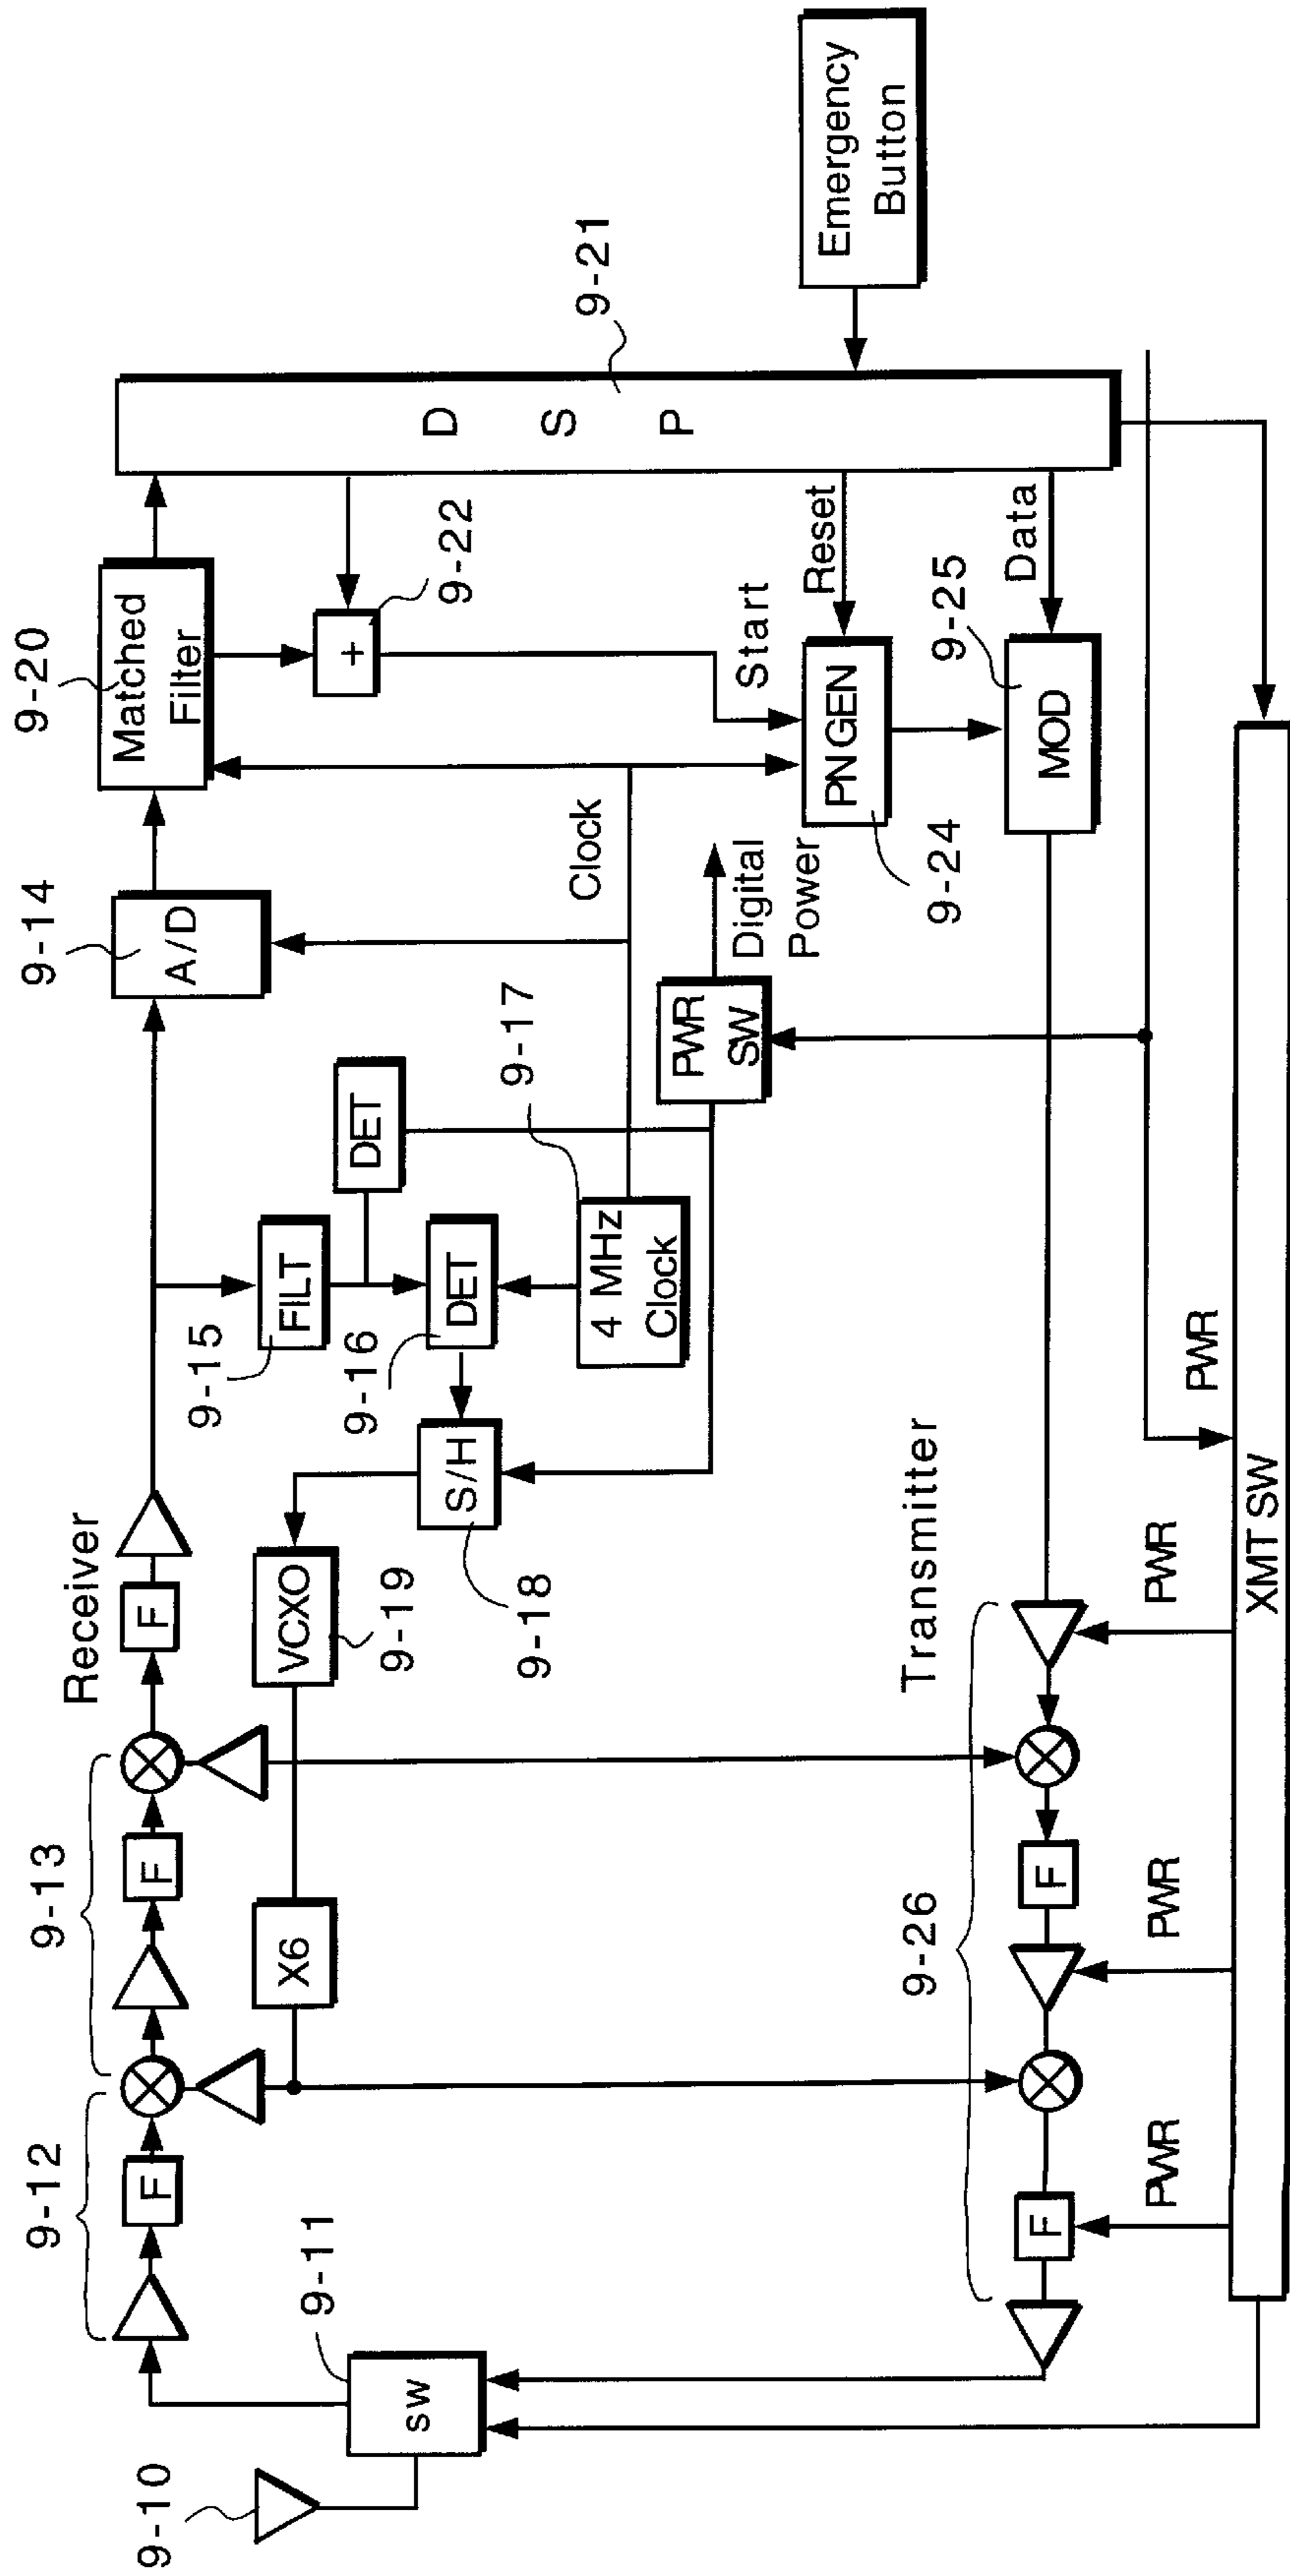 Receiver
9-12
9-13
9-14
9-20
F
F
F
A/D
Matched
Filter
9-10
9-11
sw
X6
VCXO
9-19
9-15
FILT
DET
+
9-22
D S P
9-21
9-18
S/H
9-16
DET
4 MHz
Clock
9-17
Clock
PWR
SW
Digital
Power
Start
Reset
PN GEN
9-24
Emergency
Button
Transmitter
9-26
F
F
MOD
9-25
Data
PWR
PWR
PWR
PWR
XMT SW